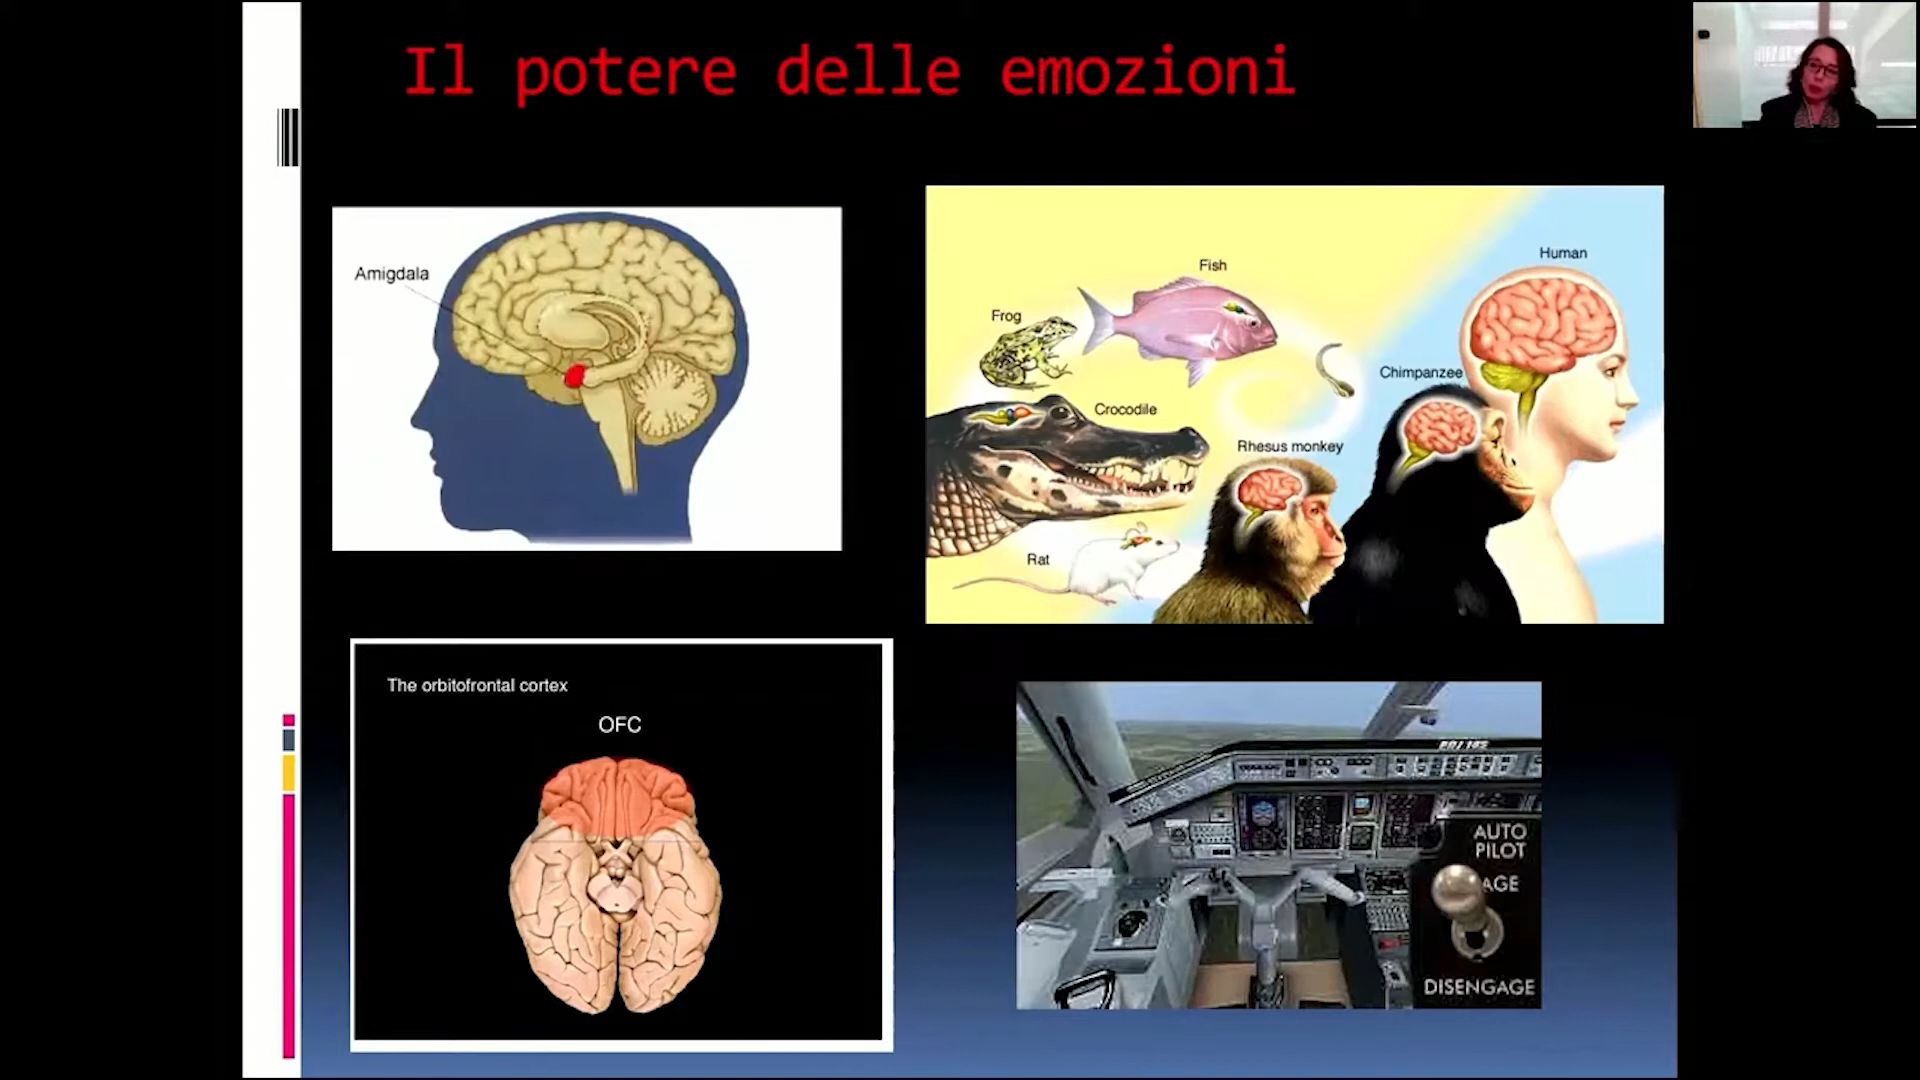 Il potere delle emozioni
Amigdala
Fish
Human
Frog
Chimpanzee
Crocodile
Rhesus monkey
Rat
The orbitofrontal cortex
OFC
AUTO
PILOT
AGE
DISENGAGE